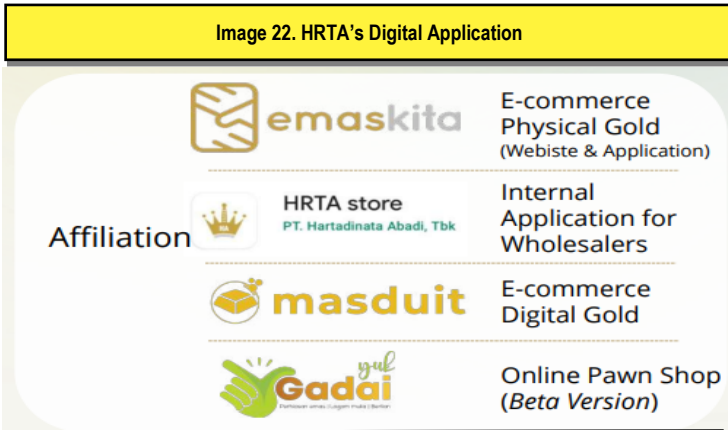 Image 22. HRTA's Digital Application
emaskita
E-commerce
Physical Gold
(Webiste & Application)
Affiliation
HRTA store
PT. Hartadinata Abadi, Tbk
Internal
Application for
Wholesalers
masduit
E-commerce
Digital Gold
yuk
Gadai
Online Pawn Shop
(Beta Version)